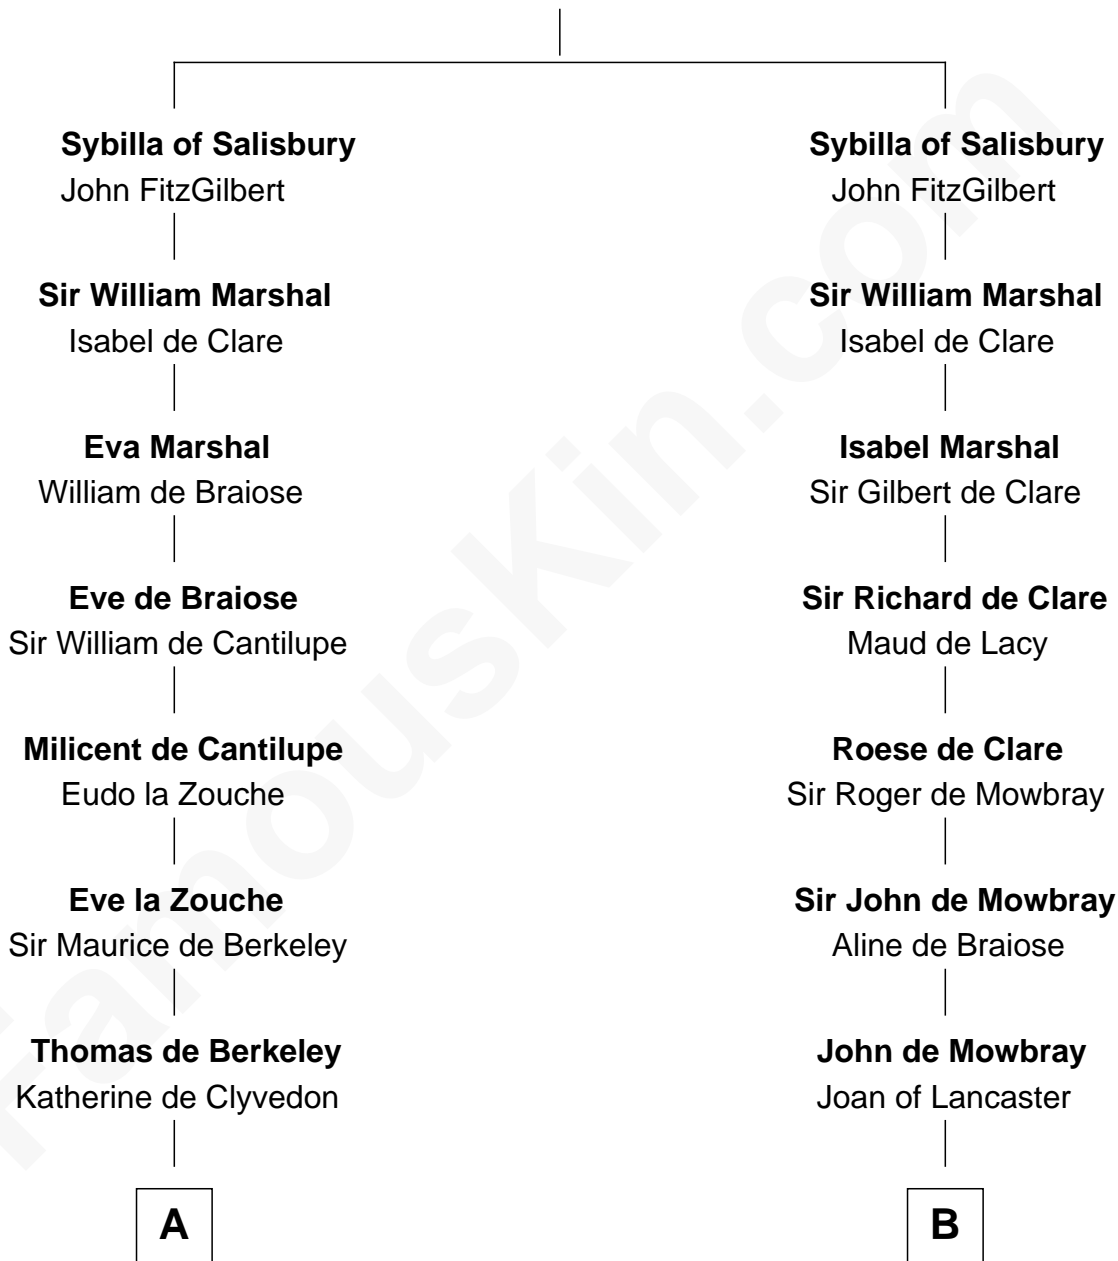 Sybilla of Salisbury
John FitzGilbert
Sir William Marshal
Isabel de Clare
Eva Marshal
William de Braiose
Eve de Braiose
Sir William de Cantilupe
Milicent de Cantilupe
Eudo la Zouche
Eve la Zouche
Sir Maurice de Berkeley
Thomas de Berkeley
Katherine de Clyvedon
A
Sybilla of Salisbury
John FitzGilbert
Sir William Marshal
Isabel de Clare
Isabel Marshal
Sir Gilbert de Clare
Sir Richard de Clare
Maud de Lacy
Roese de Clare
Sir Roger de Mowbray
Sir John de Mowbray
Aline de Braiose
John de Mowbray
Joan of Lancaster
B
FamousKin.com